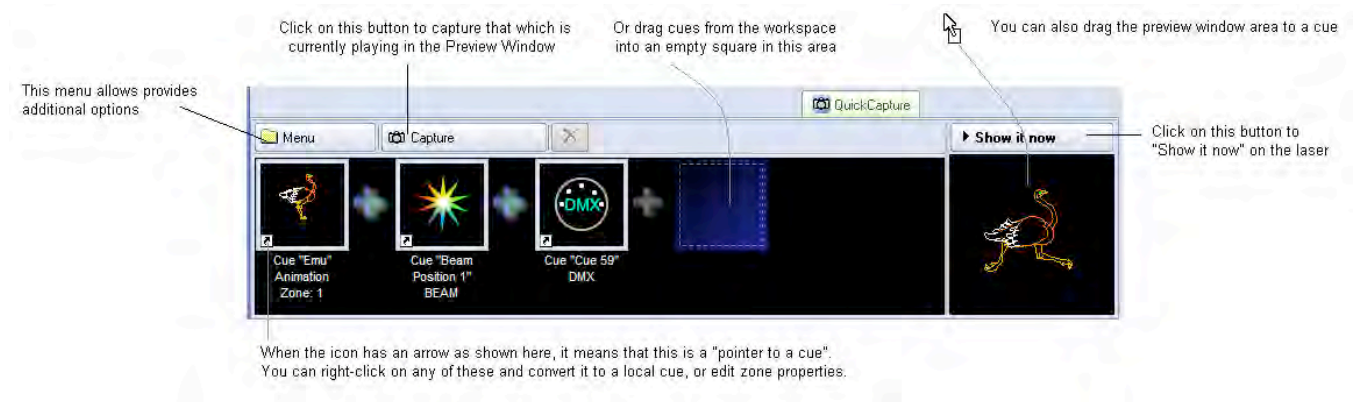 Click on this button to capture that which is
currently playing in the Preview Window
Or drag cues from the workspace
into an empty square in this area
You can also drag the preview window area to a cue
This menu allows provides
additional options
QuickCapture
Menu
Capture
Show it now
Click on this button to
"Show it now" on the laser
DMX
Cue "Emu"
Animation
Zone: 1
Cue "Beam
Position 1"
BEAM
Cue "Cue 59"
DMX
When the icon has an arrow as shown here, it means that this is a "pointer to a cue".
You can right-click on any of these and convert it to a local cue, or edit zone properties.